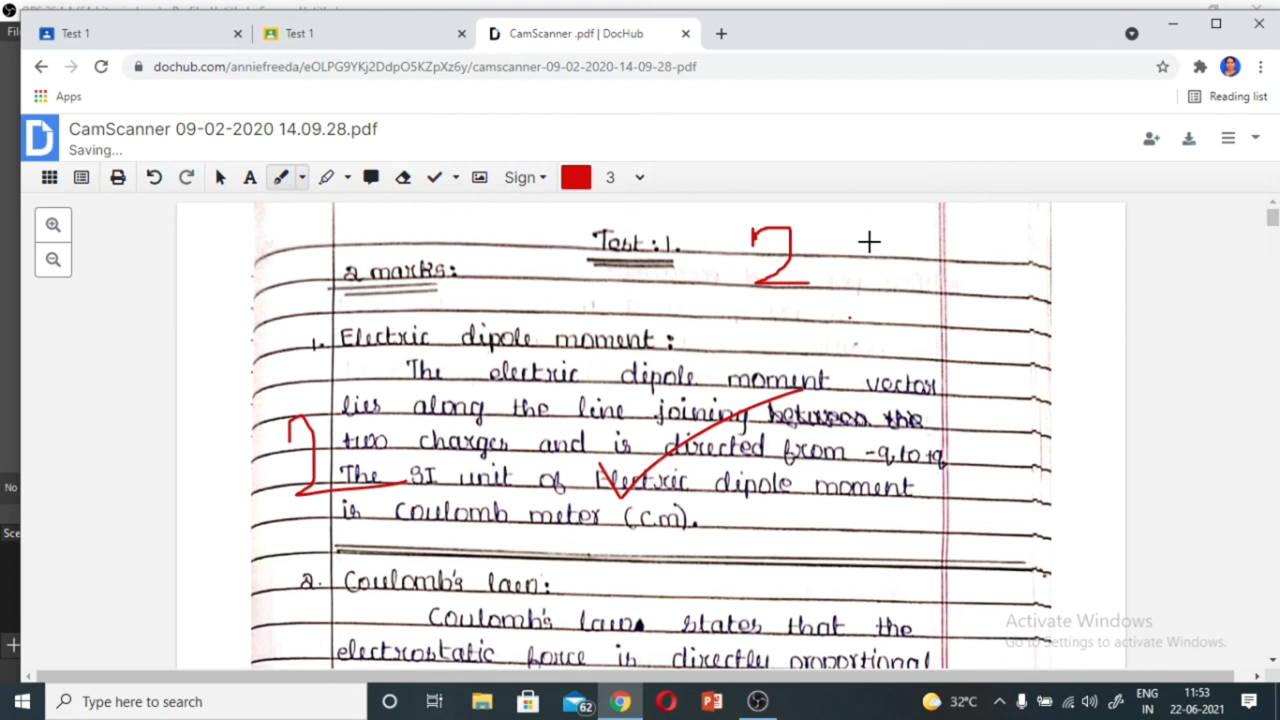 Test 1
Test 1
CamScanner .pdf | DocHub
dochub.com/anniefreeda/eOLPG9YKj2DdpO5KZpXz6y/camscanner-09-02-2020-14-09-28-pdf
Apps
Reading list
CamScanner 09-02-2020 14.09.28.pdf
Saving...
A
Sign
3
Test : 1.
2
2 marks:
1. Electric dipole moment :
The electric dipole moment vector
lies along the line joining between the
two charges and is directed from -q to +q
2
The SI unit of Electric dipole moment
is Coulomb meter (C.m).
2. Coulomb's law:
Coulomb's law states that the
electrostatic force is directly proportional
Activate Windows
Go to Settings to activate Windows.
No
Sce
Type here to search
62
32°C
ENG
IN
11:53
22-06-2021